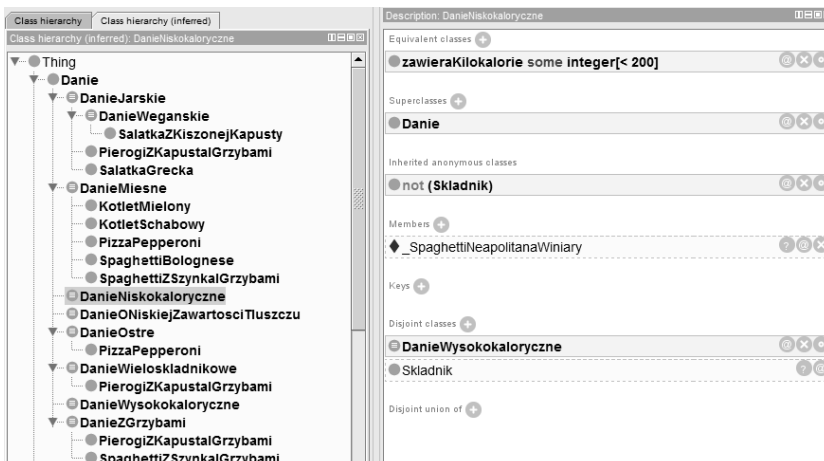 Class hierarchy
Class hierarchy (inferred)
Class hierarchy (inferred): DanieNiskokaloryczne
Thing
Danie
DanieJarskie
DanieWeganskie
SalatkaZKiszonejKapusty
PierogiZKapustaIGrzybami
SalatkaGrecka
DanieMiesne
KotletMielony
KotletSchabowy
PizzaPepperoni
SpaghettiBolognese
SpaghettiZSzynkaIGrzybami
DanieNiskokaloryczne
DanieONiskiejZawartosciTluszczu
DanieOstre
PizzaPepperoni
DanieWieloskladnikowe
PierogiZKapustaIGrzybami
DanieWysokokaloryczne
DanieZGrzybami
PierogiZKapustaIGrzybami
SpaghettiZSzynkaIGrzybami
Description: DanieNiskokaloryczne
Equivalent classes
zawieraKilokalorie some integer[< 200]
Superclasses
Danie
Inherited anonymous classes
not (Skladnik)
Members
_SpaghettiNeapolitanaWiniary
Keys
Disjoint classes
DanieWysokokaloryczne
Skladnik
Disjoint union of